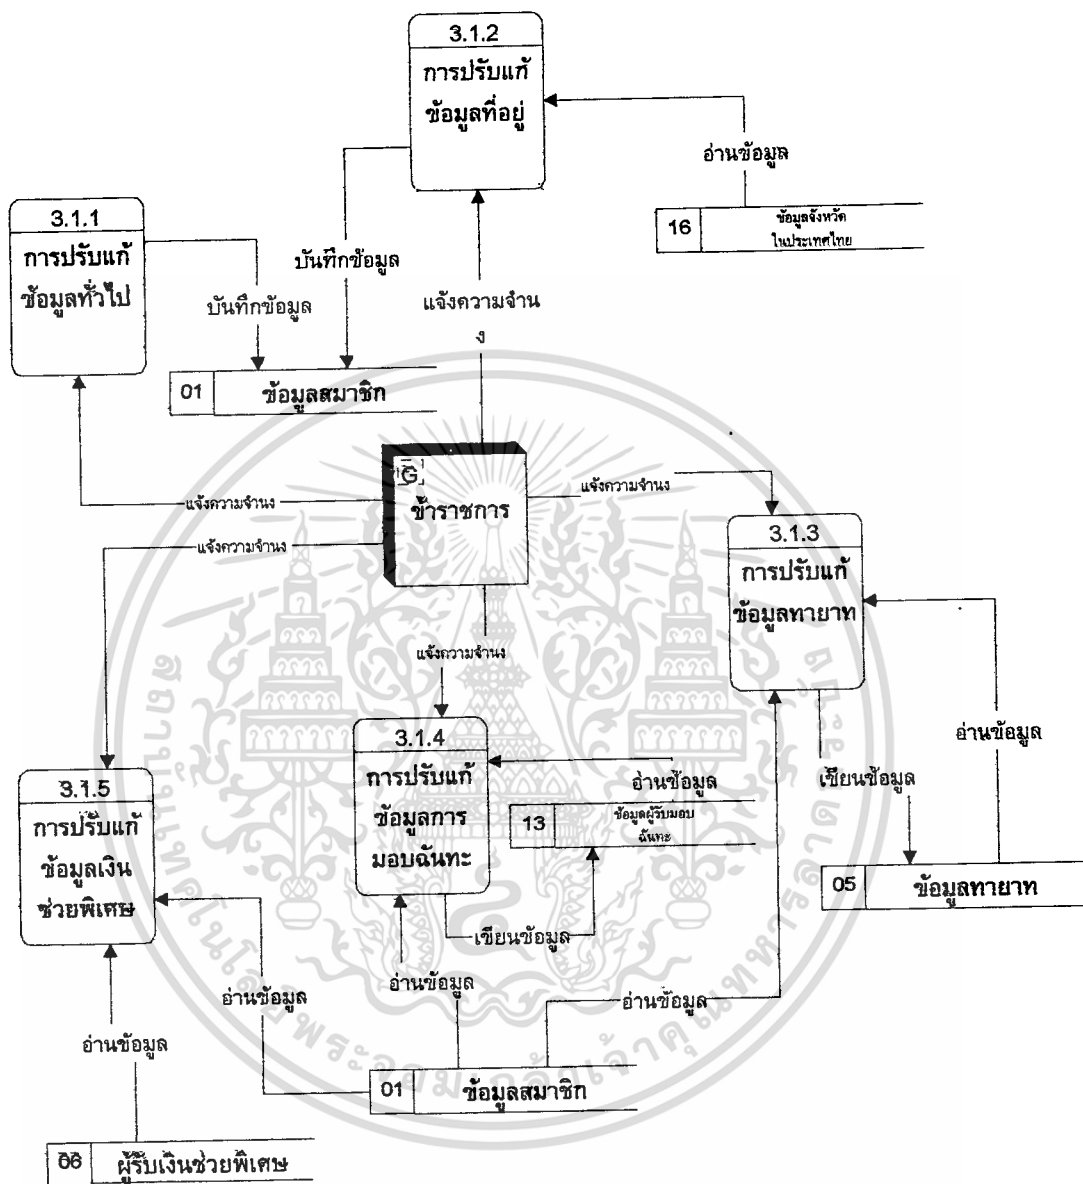 3.1.2
การปรับแก้
ข้อมูลที่อยู่
อ่านข้อมูล
16
ข้อมูลจังหวัด
ในประเทศไทย
3.1.1
การปรับแก้
ข้อมูลทั่วไป
บันทึกข้อมูล
บันทึกข้อมูล
แจ้งความจำน
ง
01
ข้อมูลสมาชิก
G
ข้าราชการ
แจ้งความจำนง
แจ้งความจำนง
แจ้งความจำนง
แจ้งความจำนง
3.1.3
การปรับแก้
ข้อมูลทายาท
อ่านข้อมูล
เขียนข้อมูล
05
ข้อมูลทายาท
3.1.4
การปรับแก้
ข้อมูลการ
มอบฉันทะ
อ่านข้อมูล
13
ข้อมูลผู้รับมอบ
ฉันทะ
เขียนข้อมูล
3.1.5
การปรับแก้
ข้อมูลเงิน
ช่วยพิเศษ
อ่านข้อมูล
อ่านข้อมูล
อ่านข้อมูล
อ่านข้อมูล
01
ข้อมูลสมาชิก
06
ผู้รับเงินช่วยพิเศษ